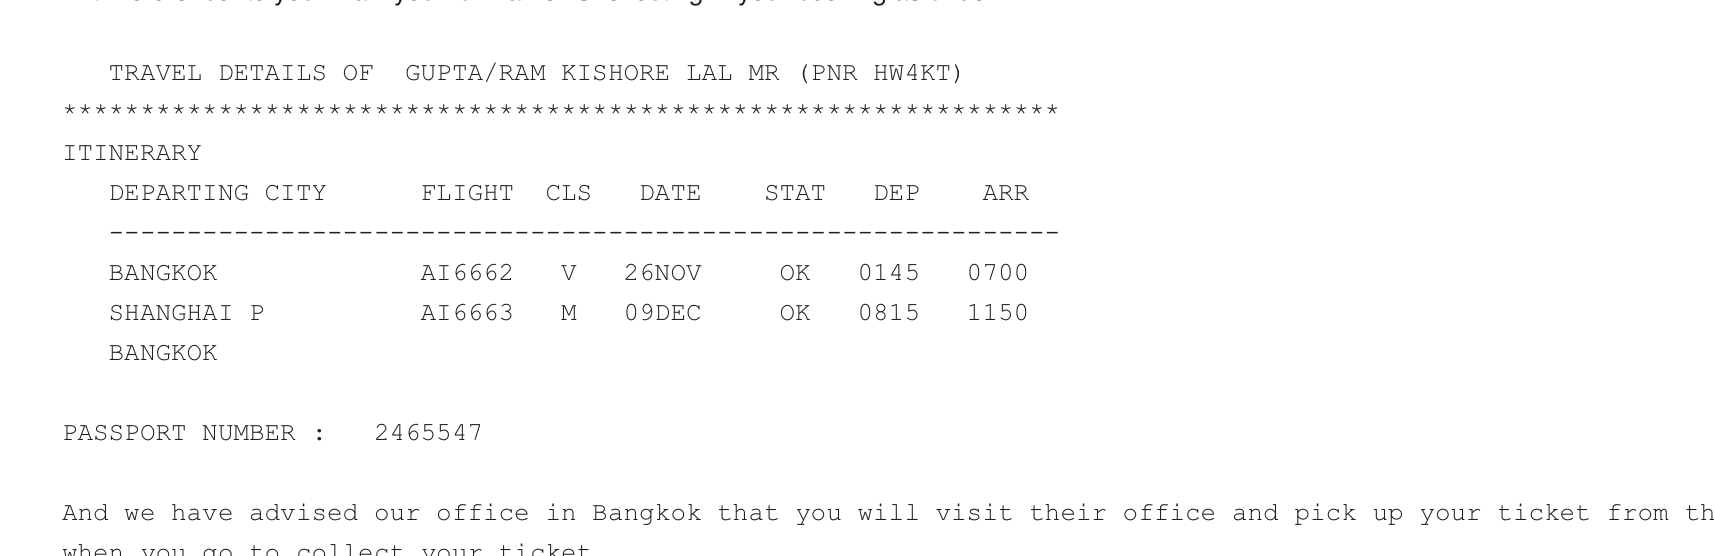 TRAVEL DETAILS OF GUPTA/RAM KISHORE LAL MR (PNR HW4KT)
****************************************************************
ITINERARY
DEPARTING CITY FLIGHT CLS DATE STAT DEP ARR
-------------------------------------------------------------
BANGKOK AI6662 V 26NOV OK 0145 0700
SHANGHAI P AI6663 M 09DEC OK 0815 1150
BANGKOK
PASSPORT NUMBER : 2465547
And we have advised our office in Bangkok that you will visit their office and pick up your ticket from th
when you go to collect your ticket